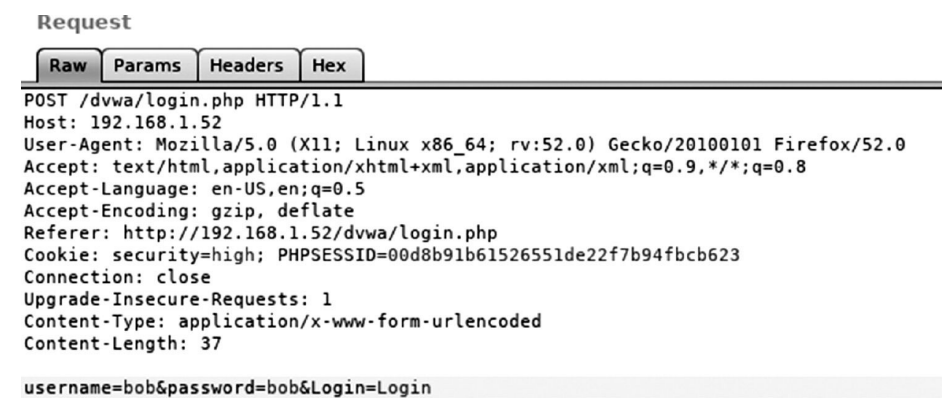 Request
Raw Params Headers Hex
POST /dvwa/login.php HTTP/1.1
Host: 192.168.1.52
User-Agent: Mozilla/5.0 (X11; Linux x86_64; rv:52.0) Gecko/20100101 Firefox/52.0
Accept: text/html,application/xhtml+xml,application/xml;q=0.9,*/*;q=0.8
Accept-Language: en-US,en;q=0.5
Accept-Encoding: gzip, deflate
Referer: http://192.168.1.52/dvwa/login.php
Cookie: security=high; PHPSESSID=00d8b91b61526551de22f7b94fbcb623
Connection: close
Upgrade-Insecure-Requests: 1
Content-Type: application/x-www-form-urlencoded
Content-Length: 37
username=bob&password=bob&Login=Login